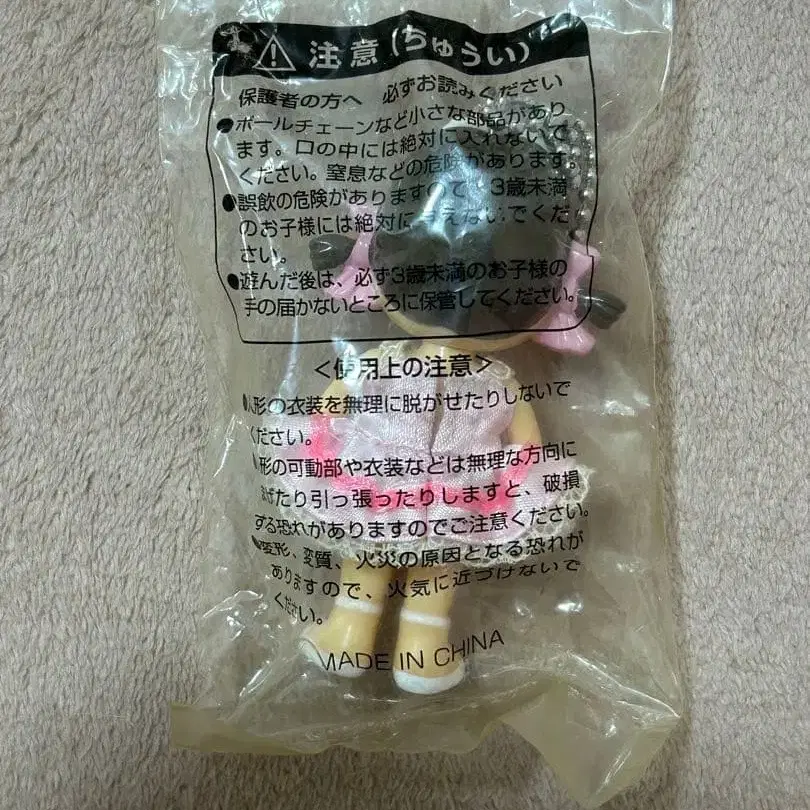 注意(ちゅうい)
保護者の方へ 必ずお読みください
●ボールチェーンなど小さな部品があり
ます。口の中には絶対に入れないで
ください。窒息などの危険があります。
●誤飲の危険がありますので、3歳未満
のお子様には絶対に与えないでくだ
さい。
●遊んだ後は、必ず3歳未満のお子様の
手の届かないところに保管してください。
<使用上の注意>
●人形の衣装を無理に脱がせたりしないで
ください。
形の可動部や衣装などは無理な方向に
げたり引っ張ったりしますと、破損
する恐れがありますのでご注意ください。
●変形、変質、火災の原因となる恐れが
ありますので、火気に近づけないで
ください。
MADE IN CHINA